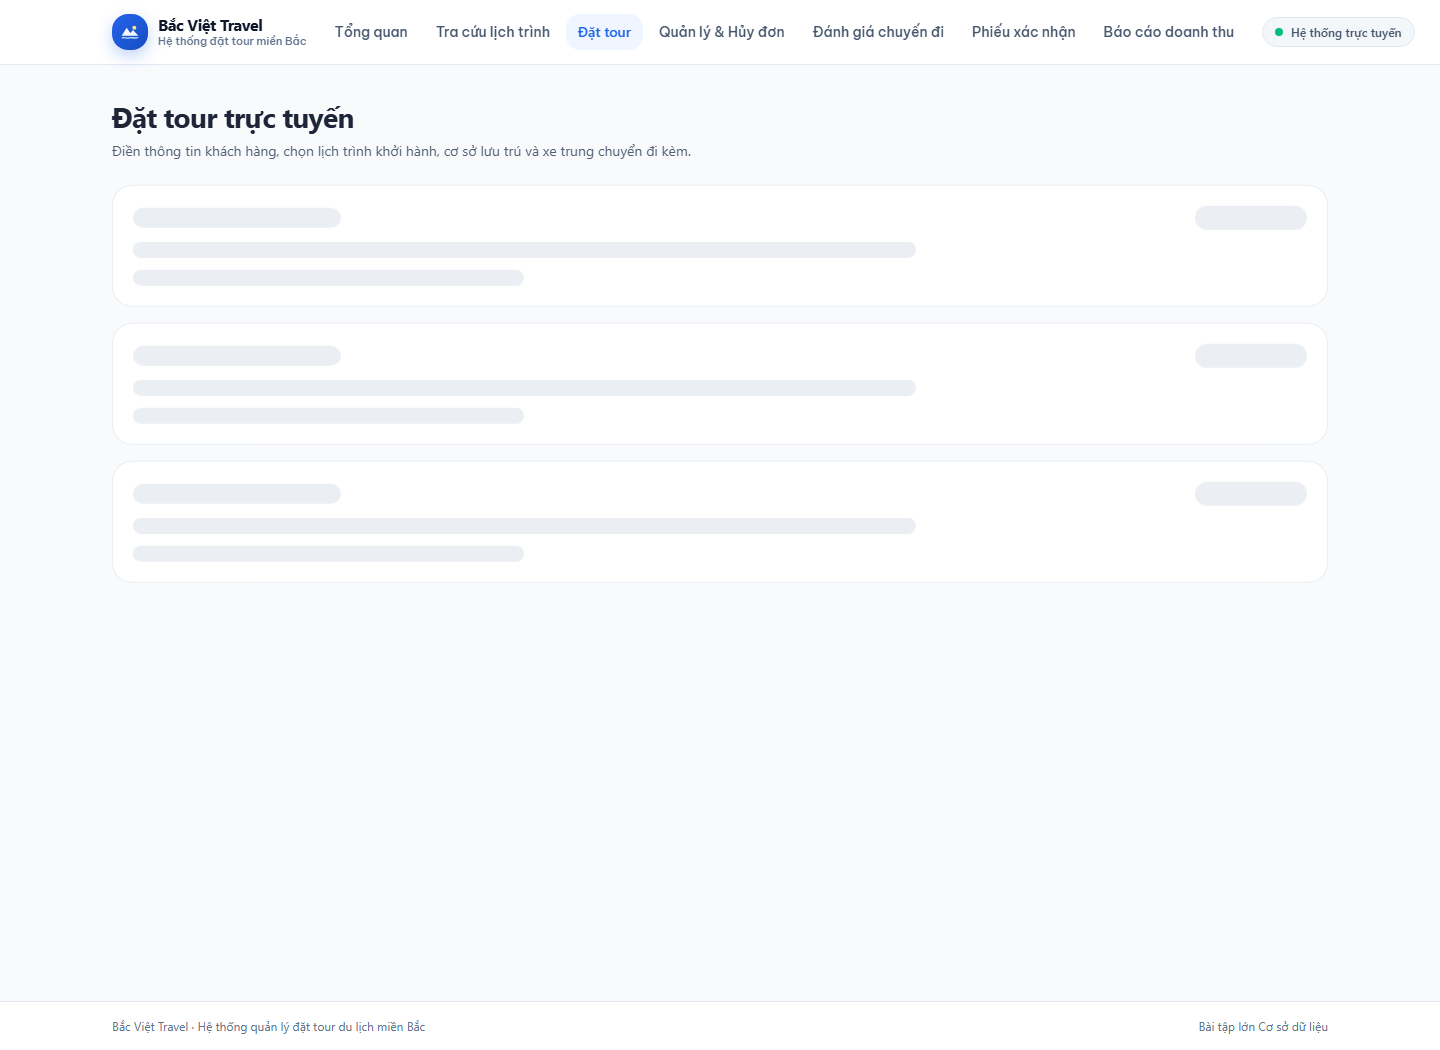 Bắc Việt Travel
Hệ thống đặt tour miền Bắc
Tổng quan
Tra cứu lịch trình
Đặt tour
Quản lý & Hủy đơn
Đánh giá chuyến đi
Phiếu xác nhận
Báo cáo doanh thu
Hệ thống trực tuyến
Đặt tour trực tuyến
Điền thông tin khách hàng, chọn lịch trình khởi hành, cơ sở lưu trú và xe trung chuyển đi kèm.
Bắc Việt Travel · Hệ thống quản lý đặt tour du lịch miền Bắc
Bài tập lớn Cơ sở dữ liệu